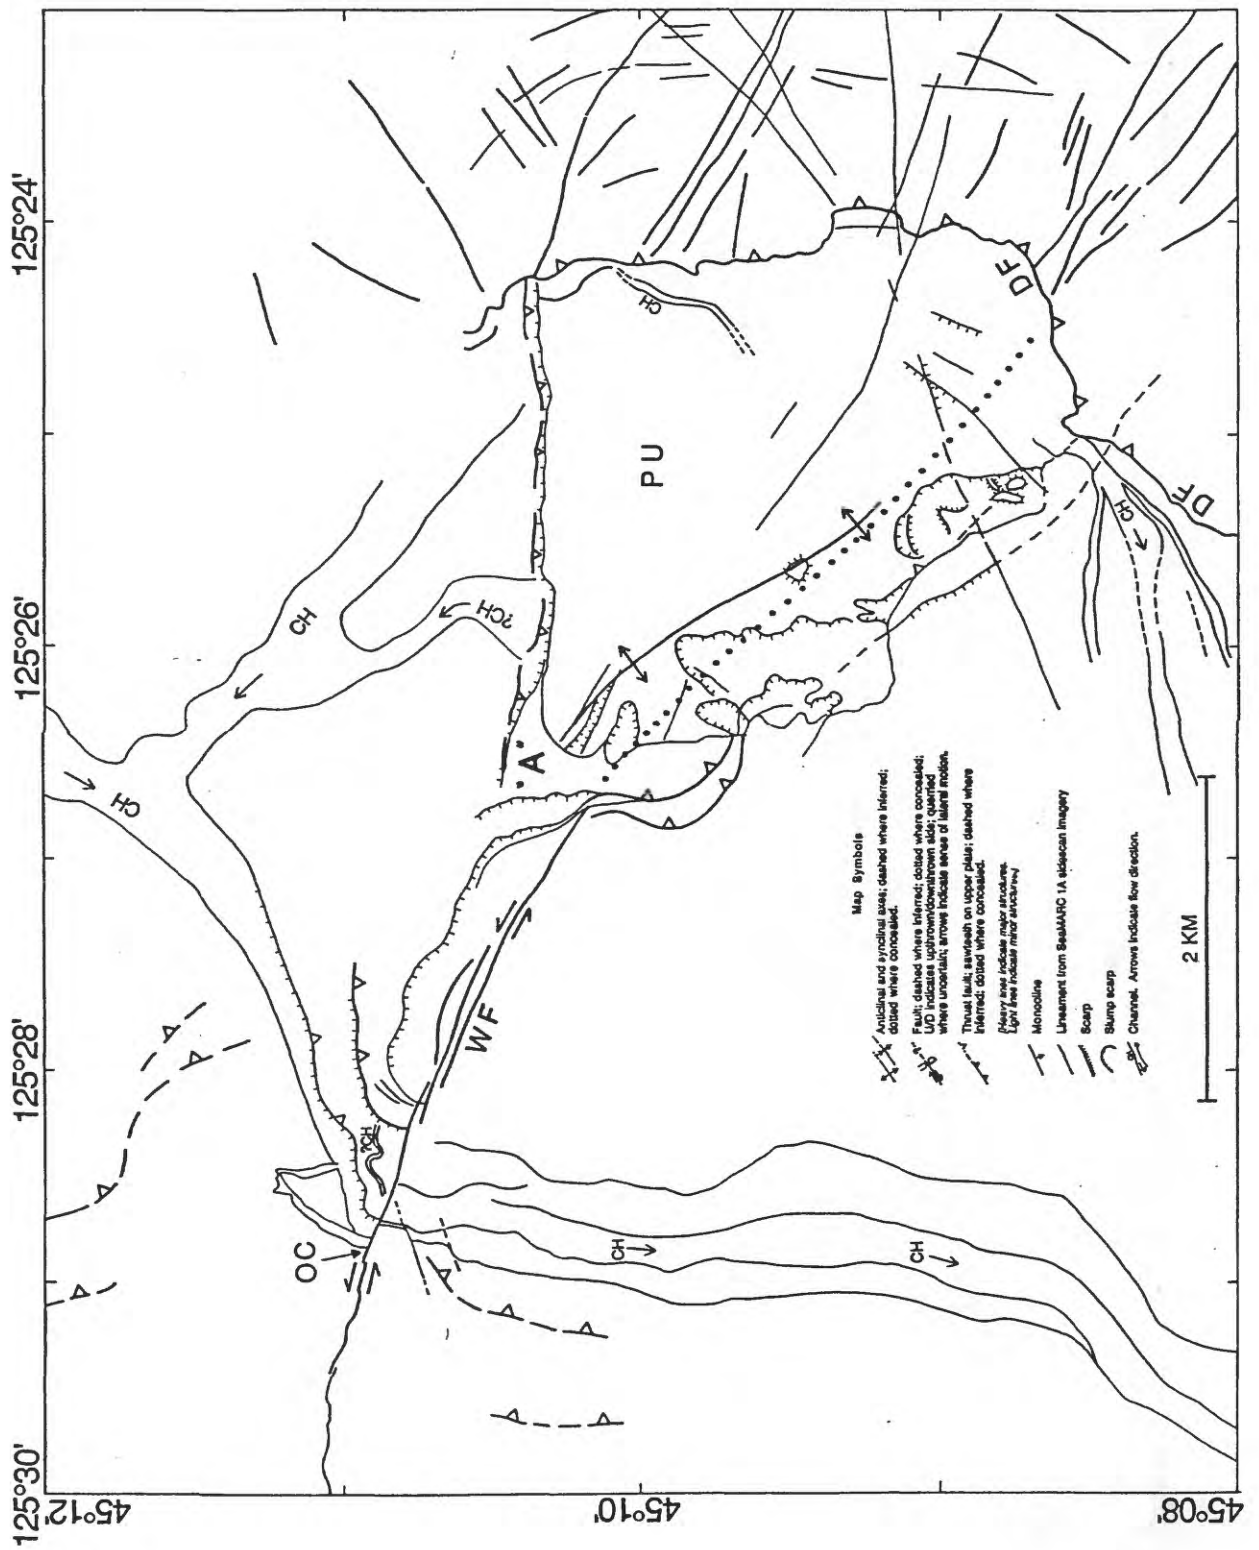 125°30'
125°28'
125°26'
125°24'
45°12'
45°10'
45°08'
CH
CH
?CH
CH
OC
?CH
WF
"A"
PU
DF
DF
CH
CH
CH
Map Symbols
Anticlinal and synclinal axes; dashed where inferred;
dotted where concealed.
Fault; dashed where inferred; dotted where concealed;
U/D indicates upthrown/downthrown side; querried
where uncertain; arrows indicate sense of lateral motion.
Thrust fault; sawteeth on upper plate; dashed where
inferred; dotted where concealed.
[Heavy lines indicate major structures.
Light lines indicate minor structures]
Monocline
Lineament from SeaMARC 1A sidescan imagery
Scarp
Slump scarp
Channel. Arrows indicate flow direction.
2 KM